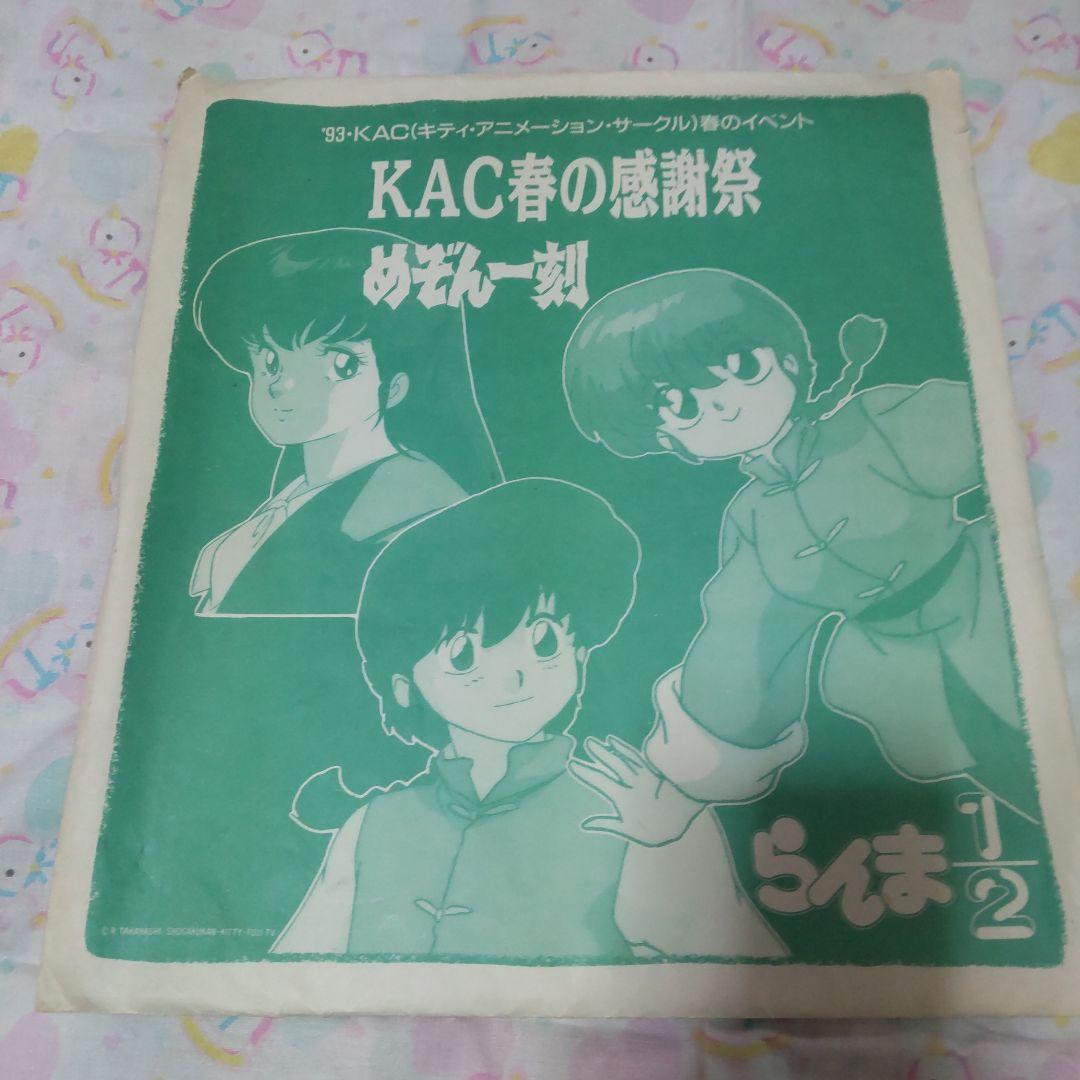 '93・KAC(キティ・アニメーション・サークル)春のイベント
KAC春の感謝祭
めぞん一刻
らんま1/2
© R. TAKAHASHI・SHOGAKUKAN・KITTY・FUJI TV